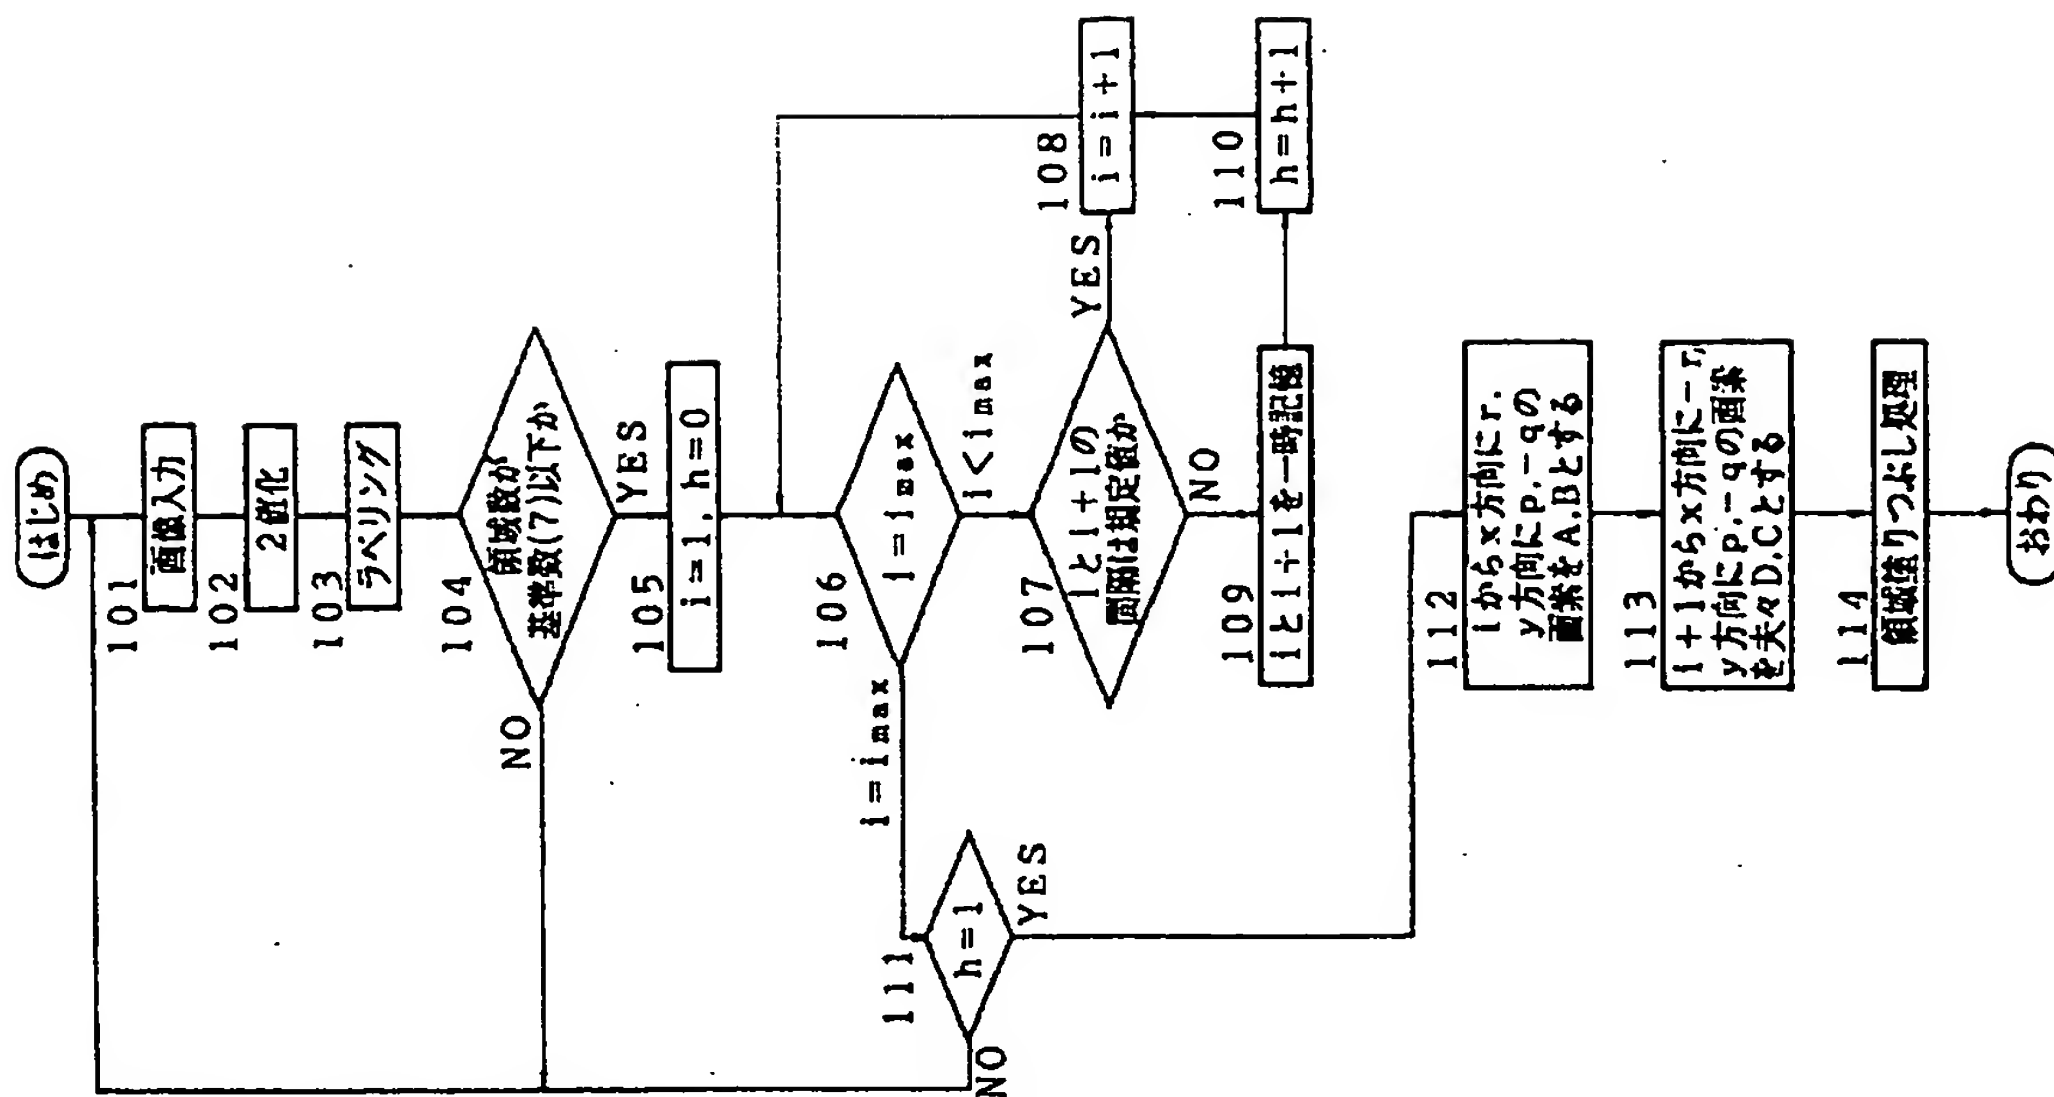 はじめ
101
画像入力
102
2値化
103
ラベリング
104
領域数が
基準数(7)以下か
YES
NO
105
i=1, h=0
106
i=imax
i<imax
i=imax
107
iとi+1の
間隔は規定値か
YES
NO
108
i=i+1
109
iとi+1を一時記憶
110
h=h+1
111
h=1
YES
NO
112
iからx方向にr,
y方向にp,-qの
画素をA,Bとする
113
i+1からx方向に-r,
y方向にp,-qの画素
を夫々D,Cとする
114
領域塗りつぶし処理
おわり